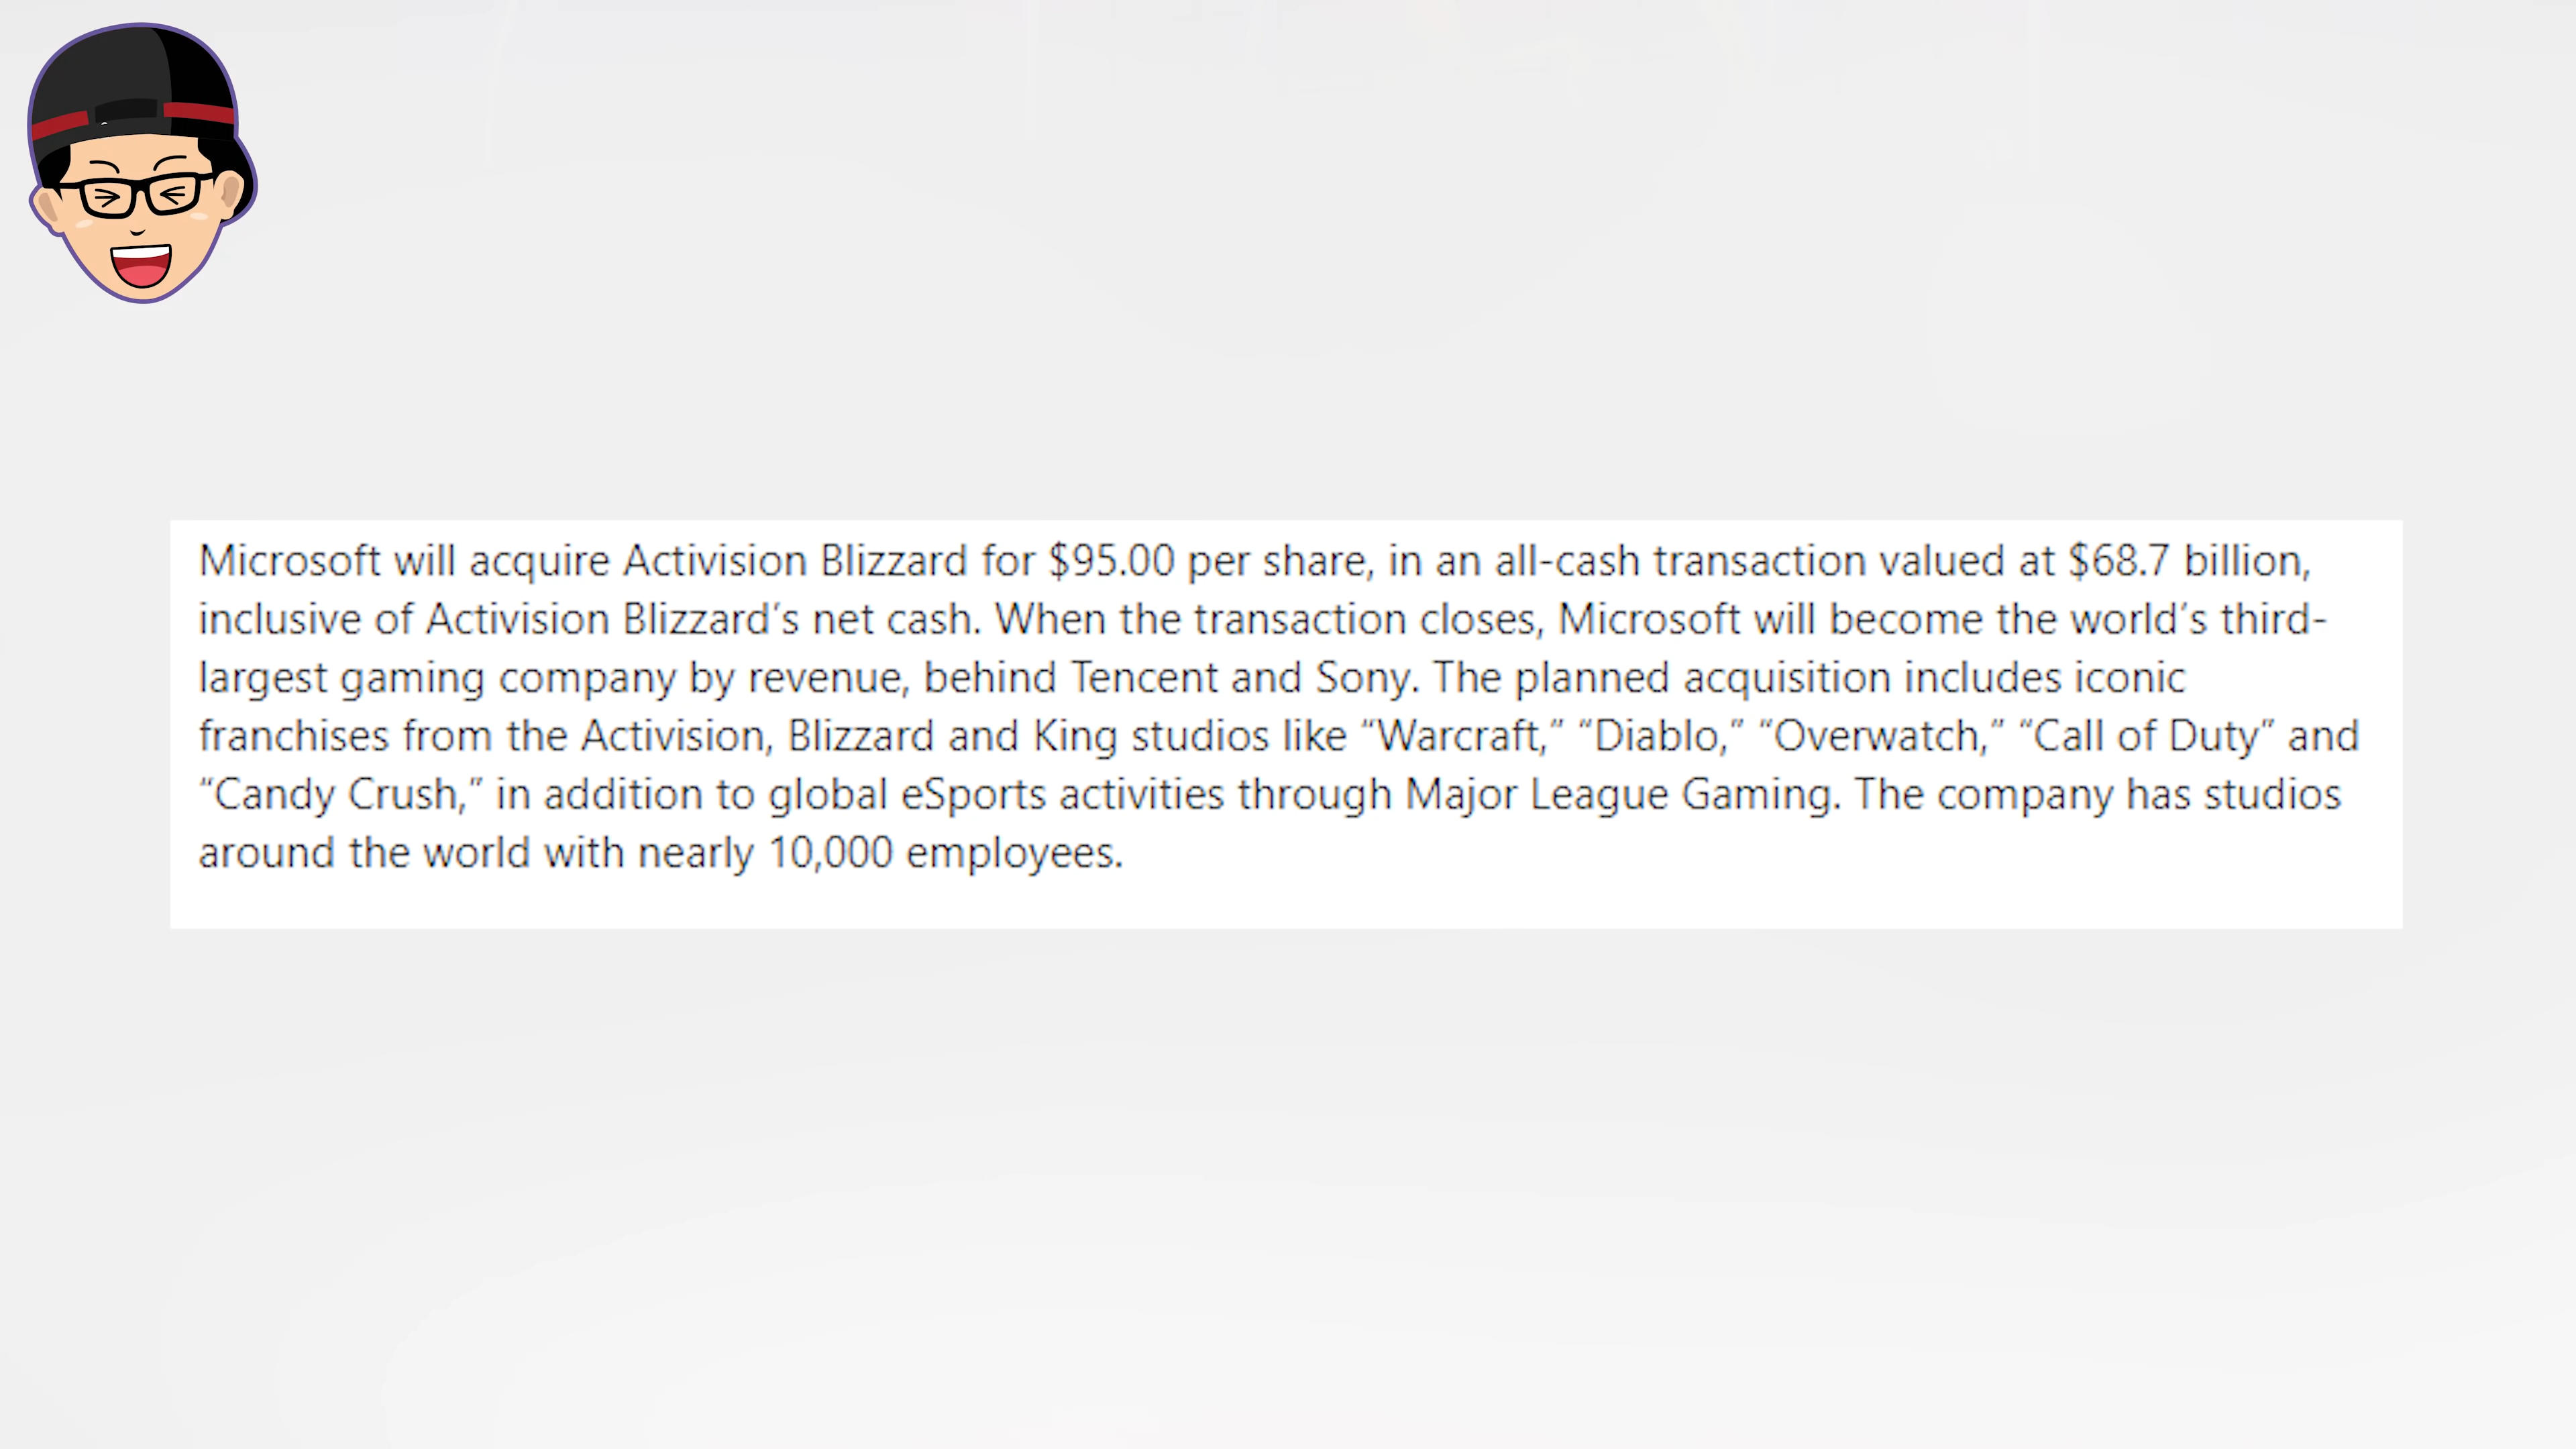 Microsoft will acquire Activision Blizzard for $95.00 per share, in an all-cash transaction valued at $68.7 billion,
inclusive of Activision Blizzard’s net cash. When the transaction closes, Microsoft will become the world’s third-
largest gaming company by revenue, behind Tencent and Sony. The planned acquisition includes iconic
franchises from the Activision, Blizzard and King studios like “Warcraft,” “Diablo,” “Overwatch,” “Call of Duty” and
“Candy Crush,” in addition to global eSports activities through Major League Gaming. The company has studios
around the world with nearly 10,000 employees.